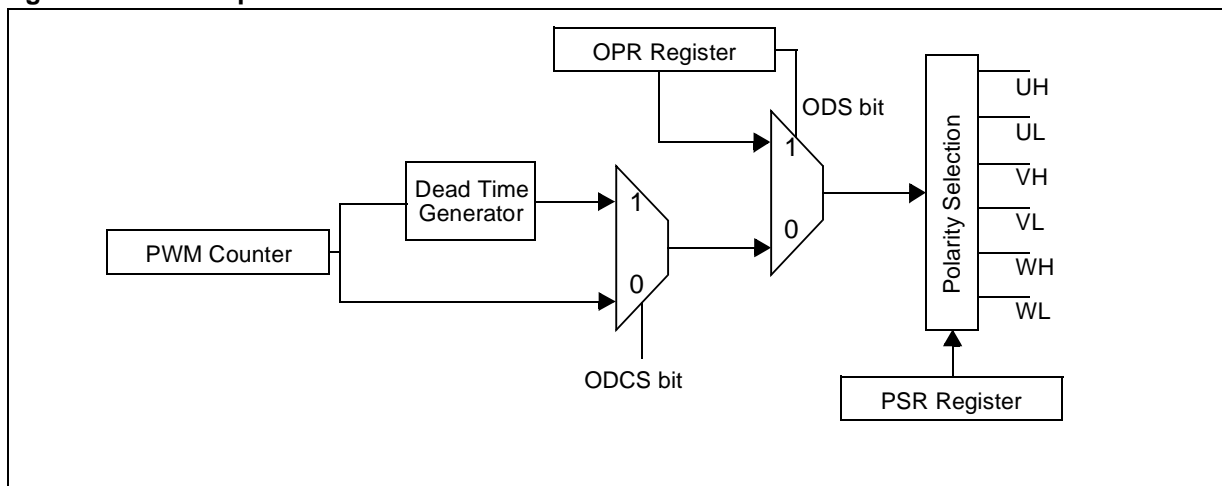 OPR Register
ODS bit
1
0
Dead Time
Generator
1
0
PWM Counter
ODCS bit
Polarity Selection
UH
UL
VH
VL
WH
WL
PSR Register